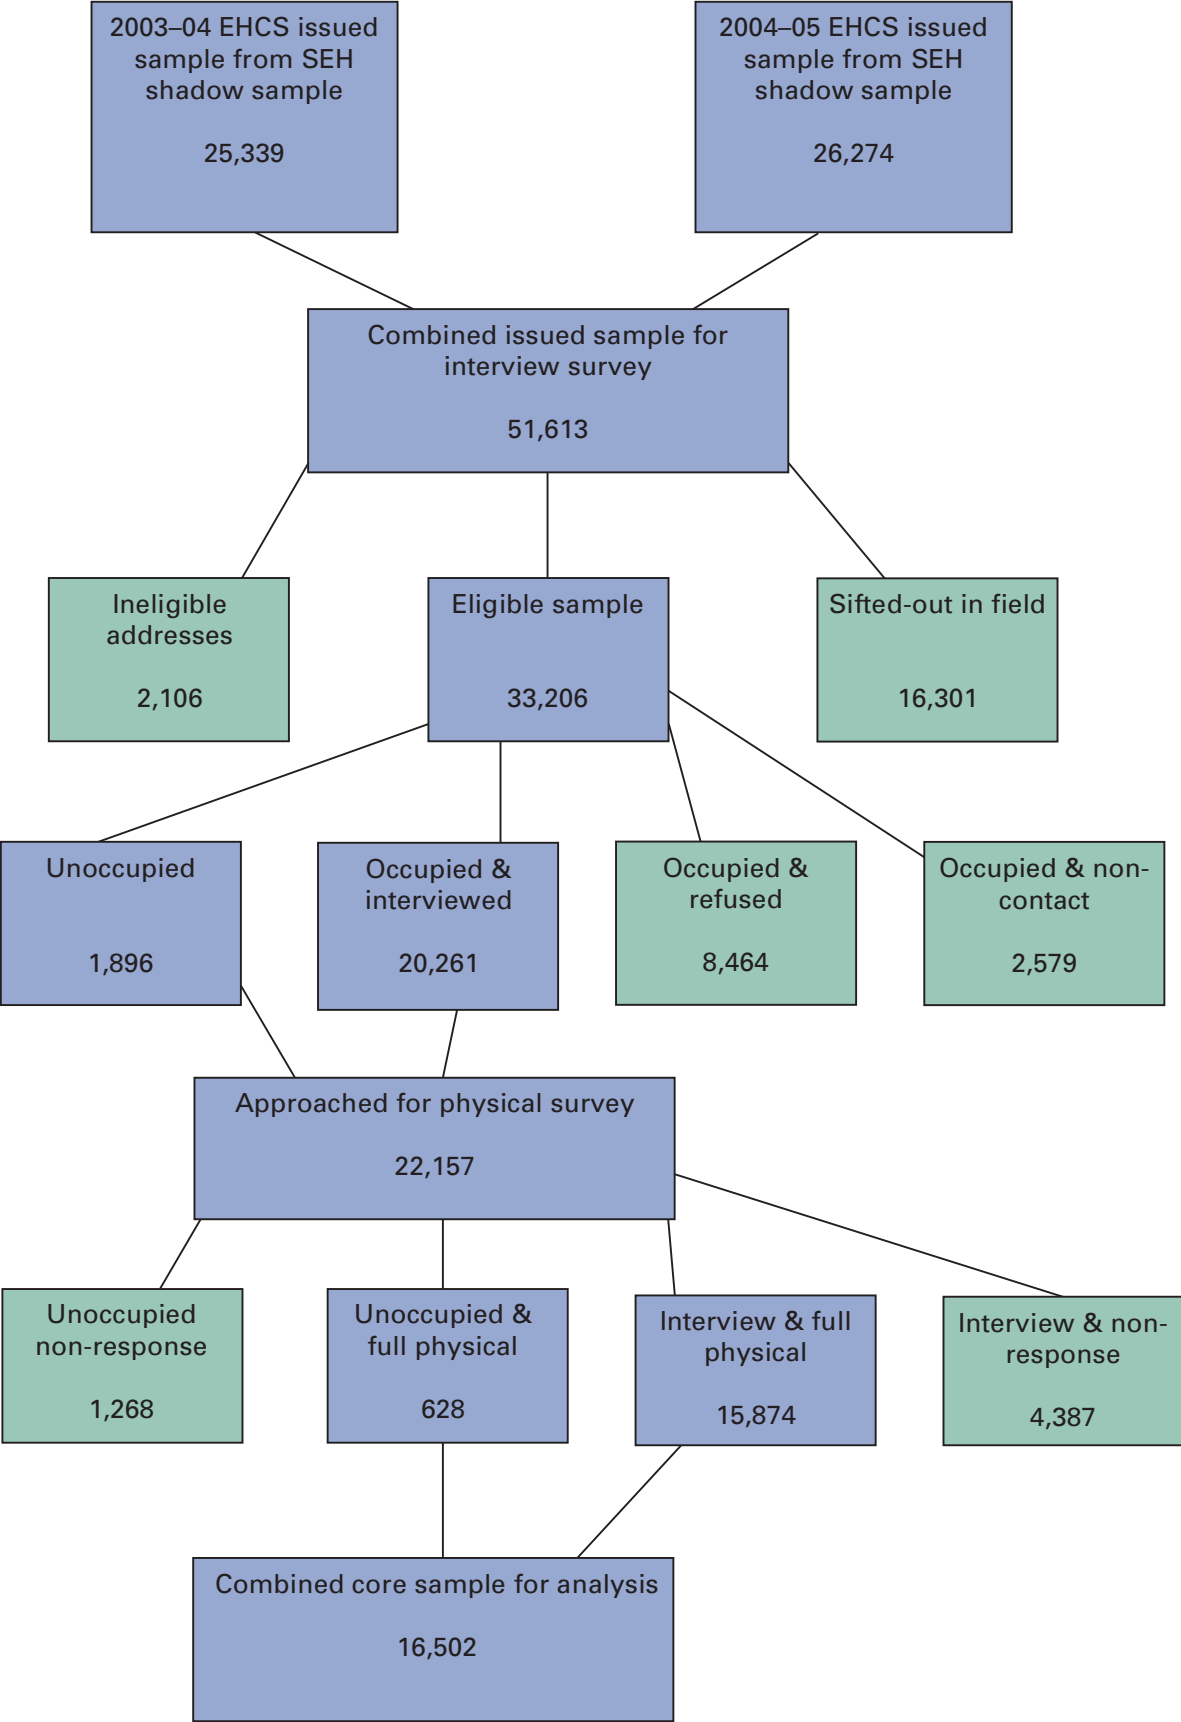 2003–04 EHCS issued
sample from SEH
shadow sample
25,339
2004–05 EHCS issued
sample from SEH
shadow sample
26,274
Combined issued sample for
interview survey
51,613
Ineligible
addresses
2,106
Eligible sample
33,206
Sifted-out in field
16,301
Unoccupied
1,896
Occupied &
interviewed
20,261
Occupied &
refused
8,464
Occupied & non-
contact
2,579
Approached for physical survey
22,157
Unoccupied
non-response
1,268
Unoccupied &
full physical
628
Interview & full
physical
15,874
Interview & non-
response
4,387
Combined core sample for analysis
16,502